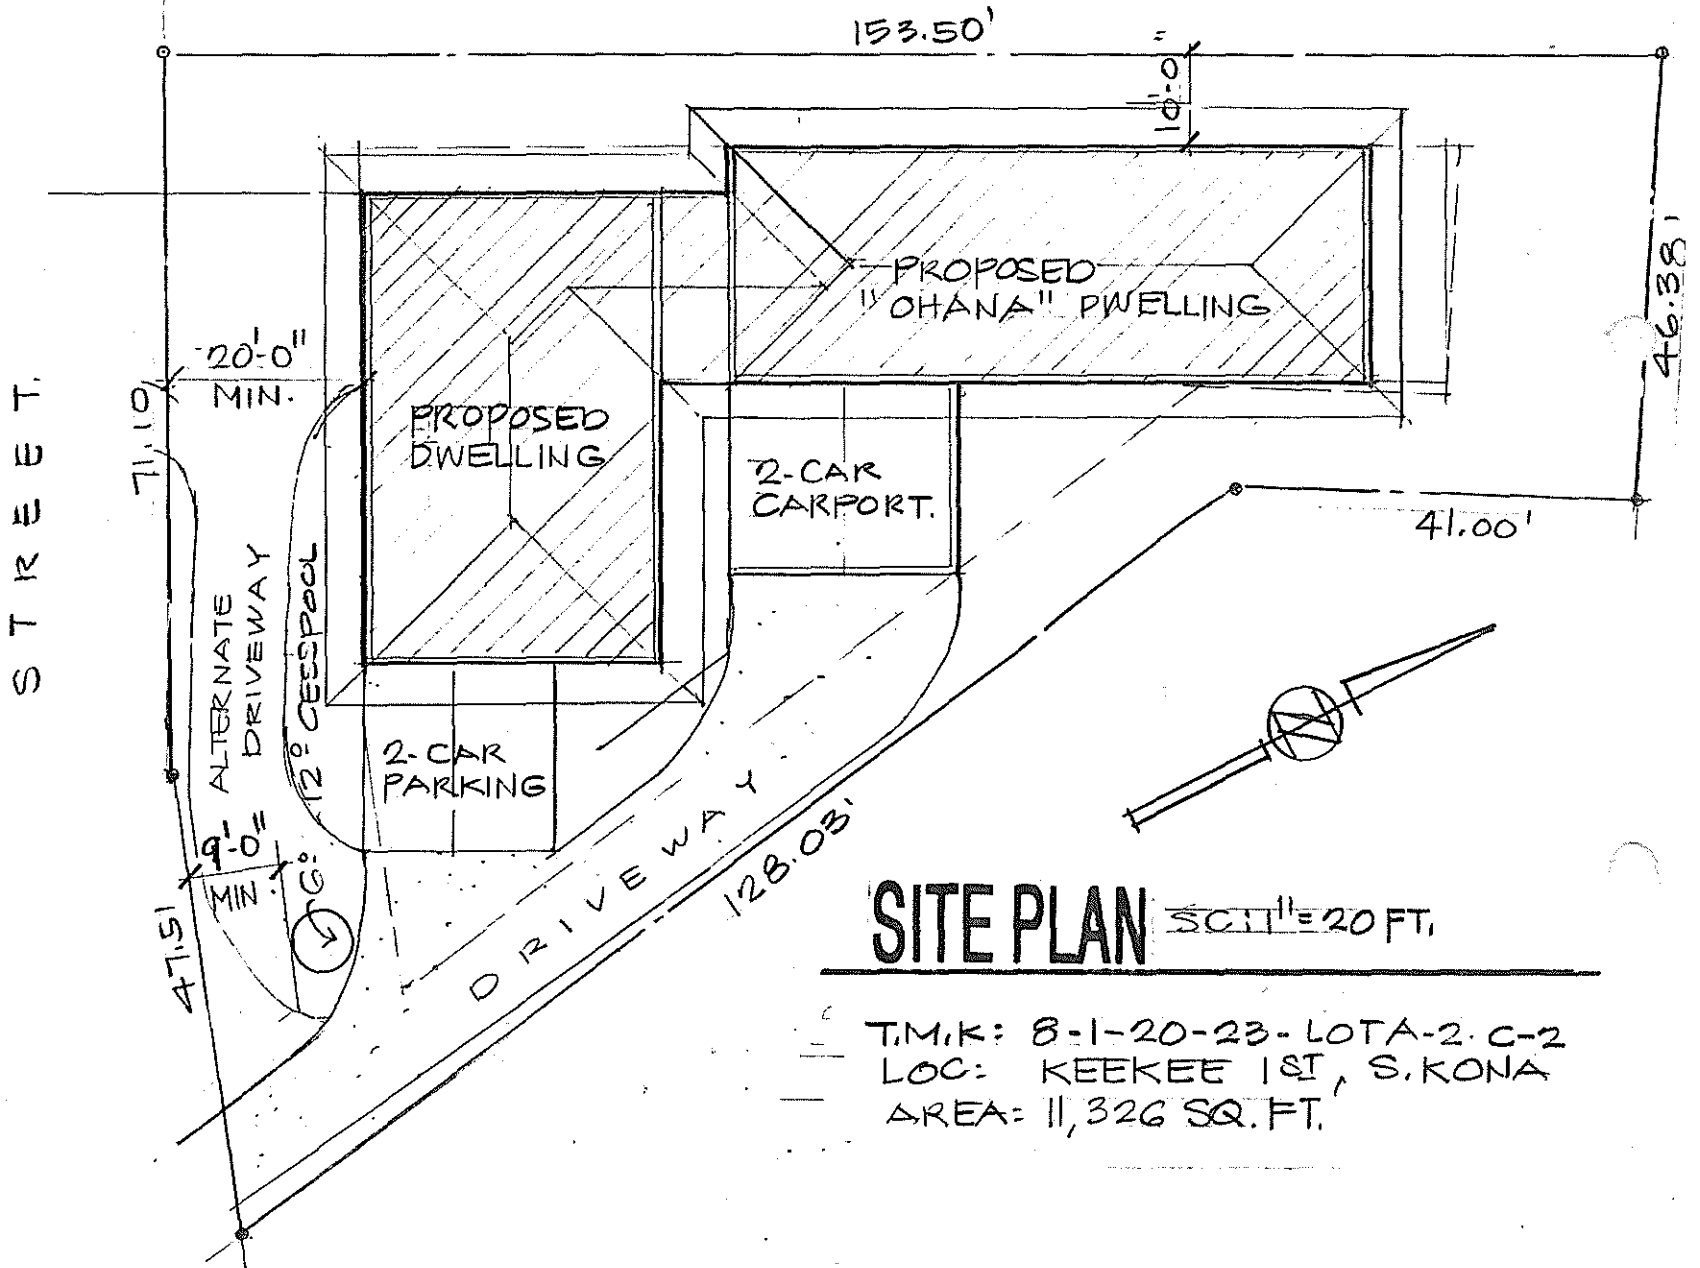 153.50'
10'-0"
PROPOSED
"OHANA" DWELLING
46.38'
20'-0"
MIN.
71.10'
STREET.
PROPOSED
DWELLING
2-CAR
CARPORT.
41.00'
ALTERNATE
DRIVEWAY
12° CESSPOOL
2-CAR
PARKING
9'-0"
MIN.
6°
47.51'
DRIVEWAY
128.03'
N
SITE PLAN 1"=20 FT.
T.M.K: 8-1-20-23-LOTA-2.C-2
LOC: KEEKEE 1ST, S.KONA
AREA: 11,326 SQ.FT.